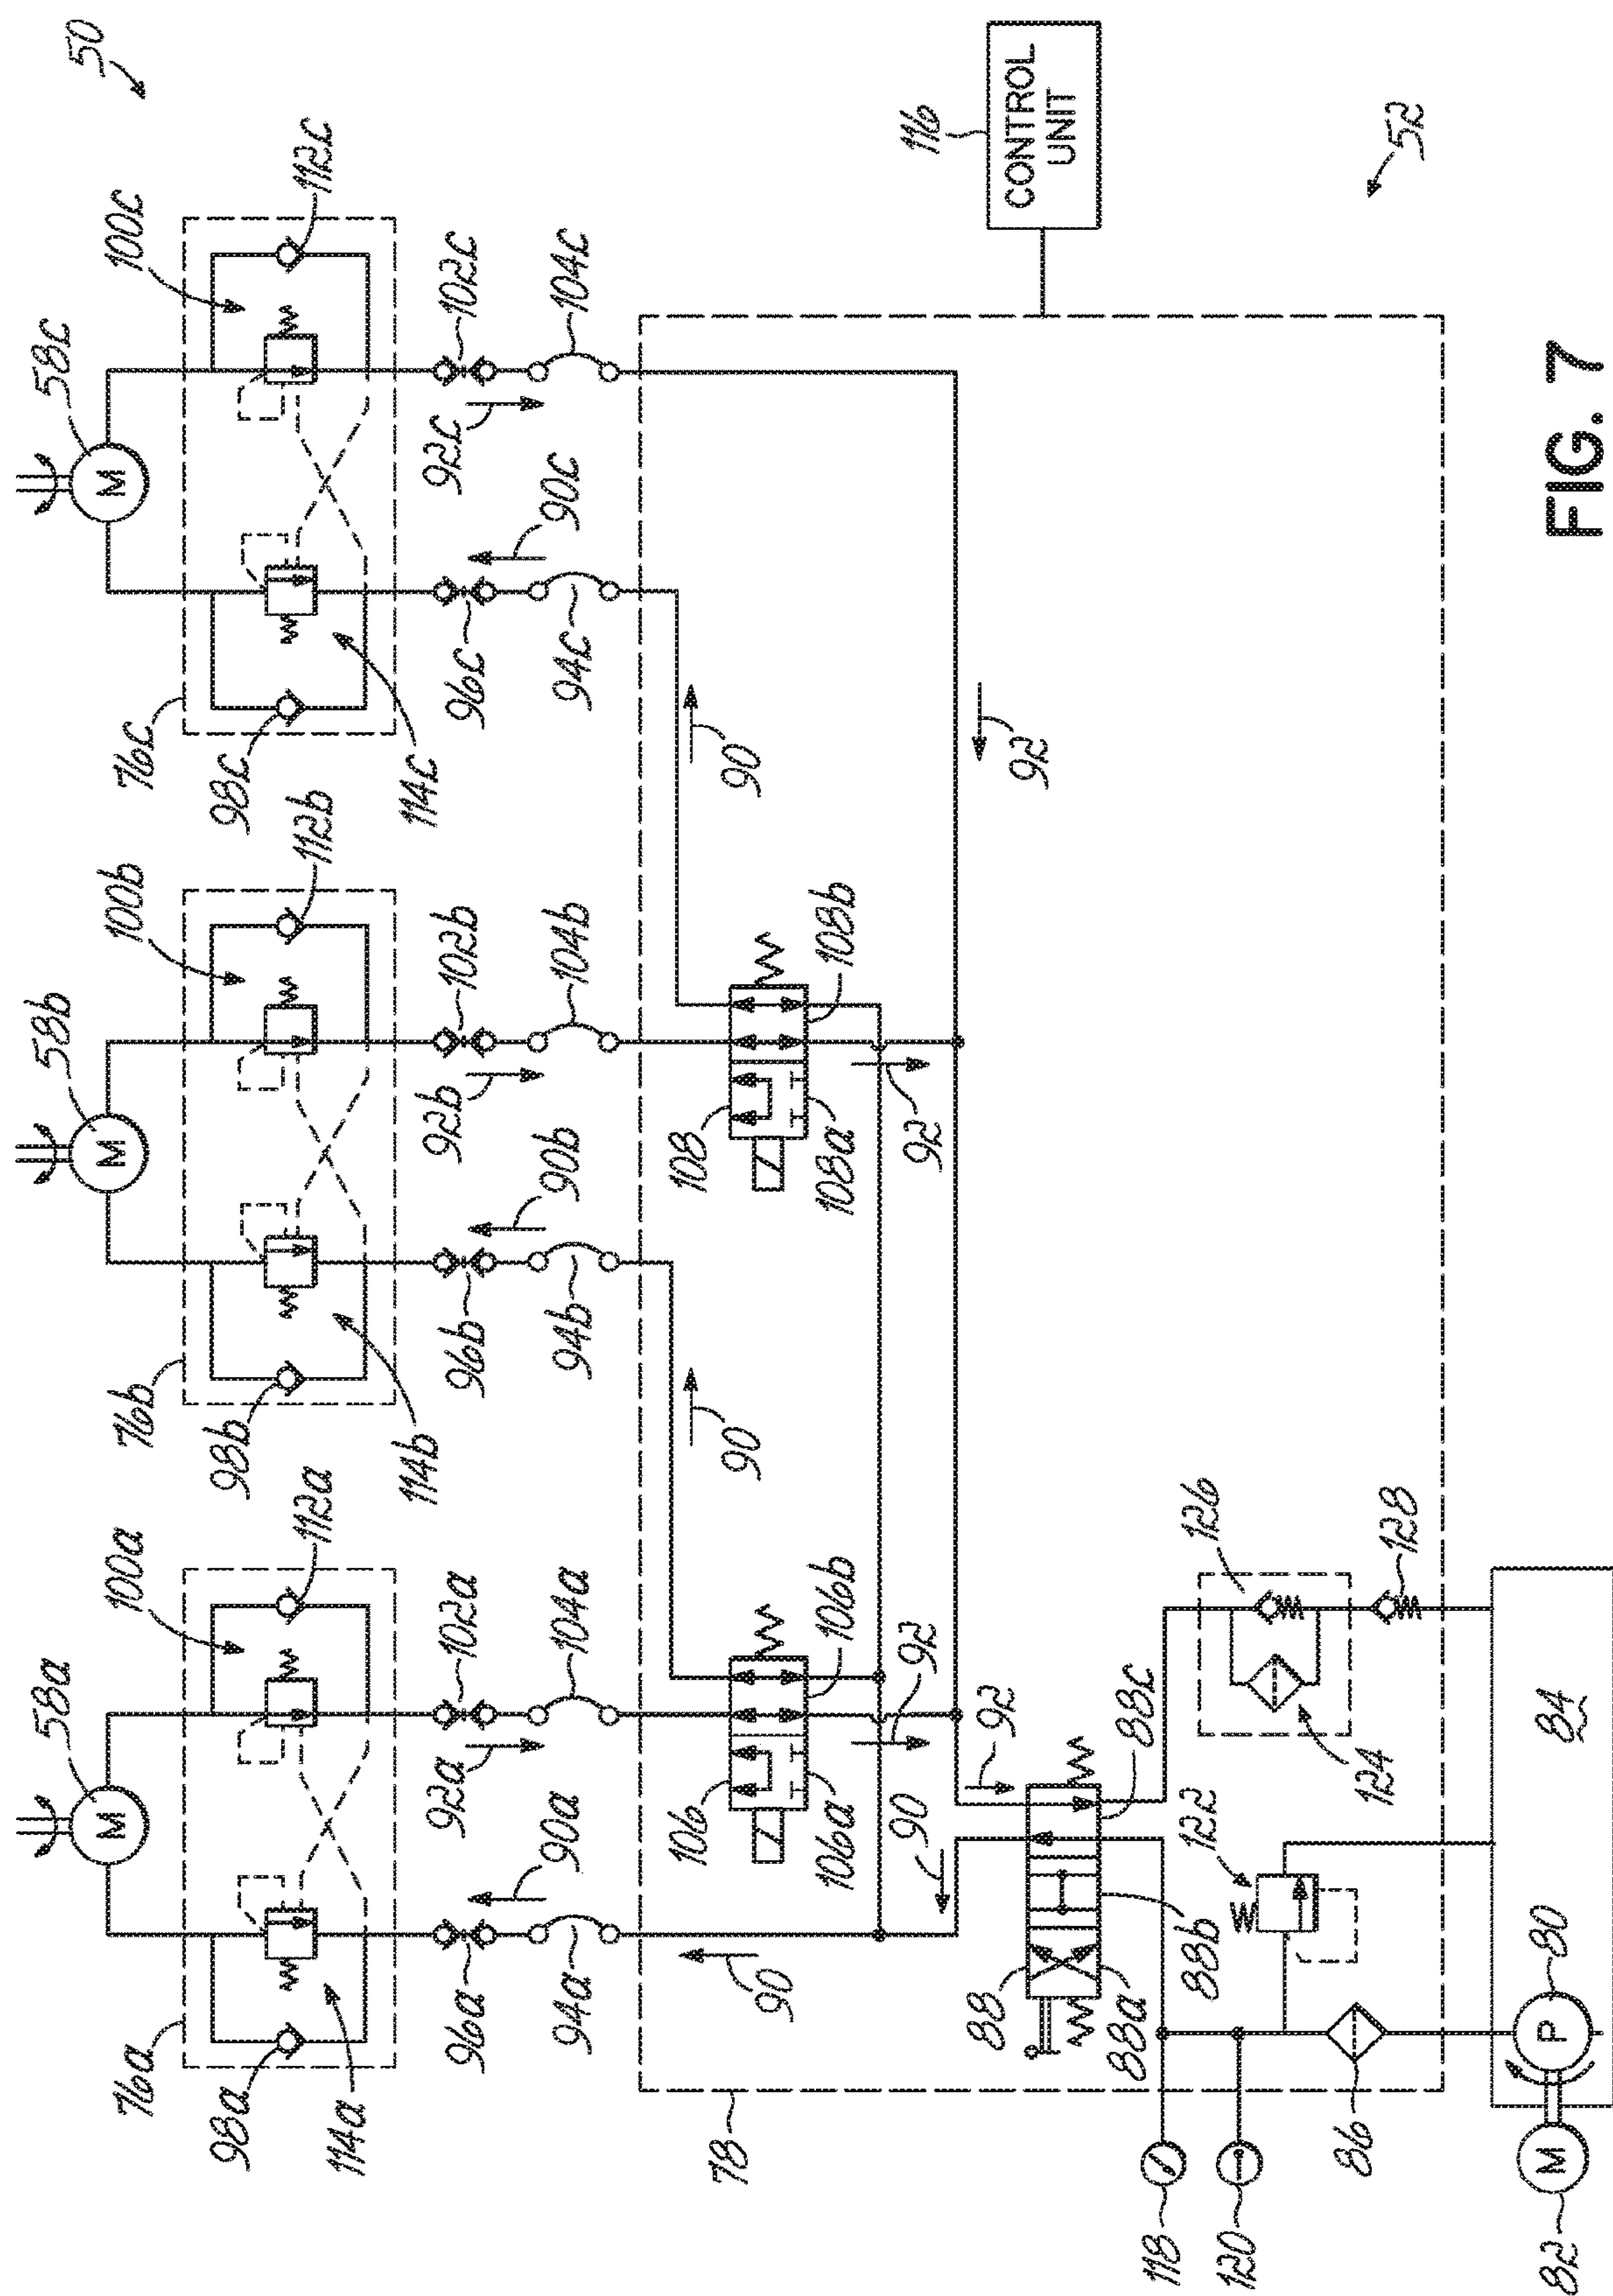 50
58a
58b
58c
M
M
M
76a
100a
112a
98a
114a
76b
100b
112b
98b
114b
76c
100c
112c
98c
114c
96a
90a
92a
102a
96b
90b
92b
102b
96c
90c
92c
102c
94a
104a
94b
104b
94c
104c
78
90
90
90
106
106a
106b
92
108
108a
108b
92
92
116
CONTROL
UNIT
90
92
88
88a
88b
88c
52
118
120
122
124
126
128
86
82
M
P
80
84
FIG. 7